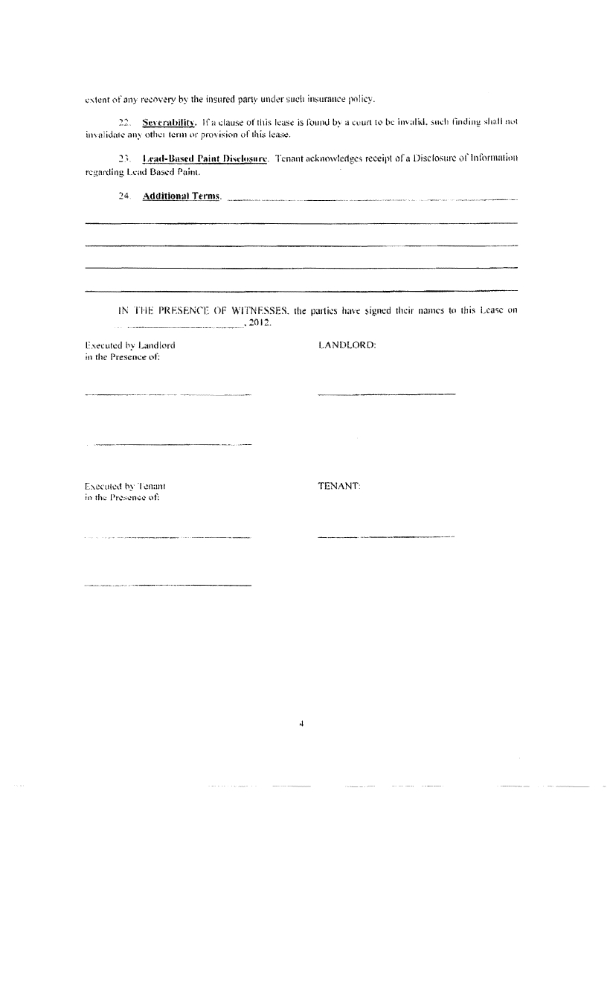 extent of any recovery by the insured party under such insurance policy.
22. Severability. If a clause of this lease is found by a court to be invalid, such finding shall not
invalidate any other term or provision of this lease.
23. Lead-Based Paint Disclosure. Tenant acknowledges receipt of a Disclosure of Information
regarding Lead Based Paint.
24. Additional Terms.
IN THE PRESENCE OF WITNESSES, the parties have signed their names to this Lease on
, 2012.
Executed by Landlord
in the Presence of:
LANDLORD:
Executed by Tenant
in the Presence of:
TENANT:
4